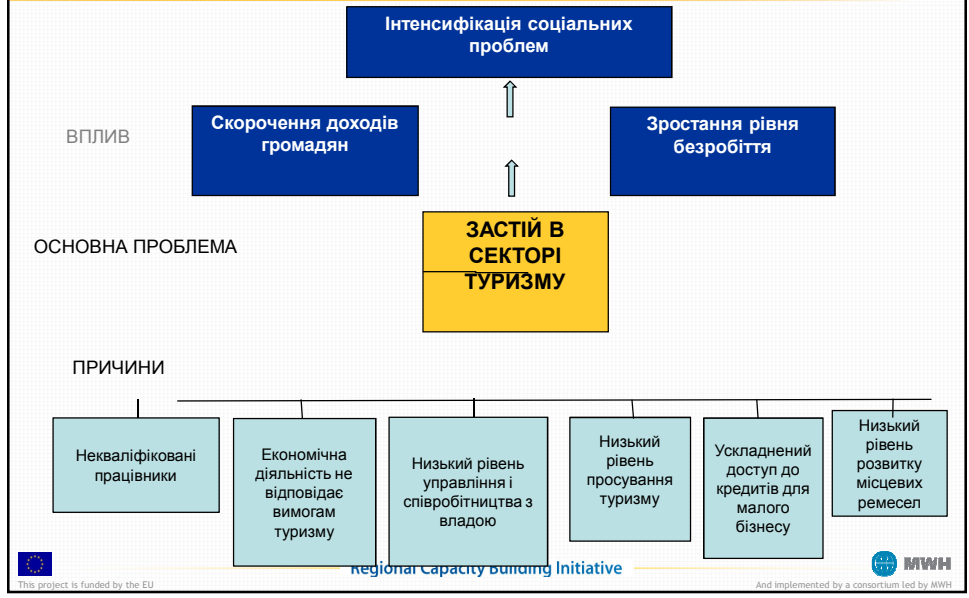 Інтенсифікація соціальних
проблем
ВПЛИВ
Скорочення доходів
громадян
Зростання рівня
безробіття
ОСНОВНА ПРОБЛЕМА
ЗАСТІЙ В
СЕКТОРІ
ТУРИЗМУ
ПРИЧИНИ
Некваліфіковані
працівники
Економічна
діяльність не
відповідає
вимогам
туризму
Низький рівень
управління і
співробітництва з
владою
Низький
рівень
просування
туризму
Ускладнений
доступ до
кредитів для
малого
бізнесу
Низький
рівень
розвитку
місцевих
ремесел
Regional Capacity Building Initiative
MWH
This project is funded by the EU
And implemented by a consortium led by MWH